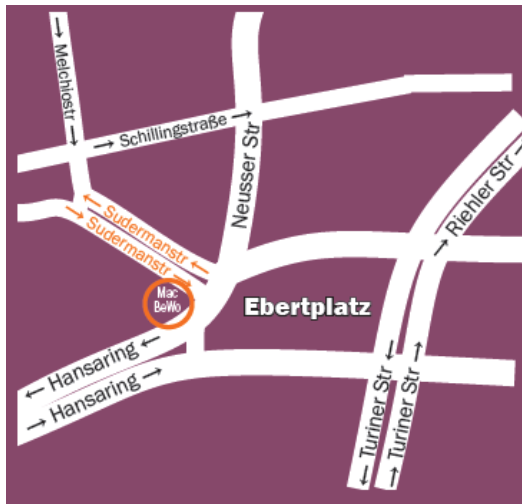 Melchiostr
Schillingstraße
Neusser Str
Riehler Str
Sudermanstr
Sudermanstr
Mac
BeWo
Ebertplatz
Hansaring
Hansaring
Turiner Str
Turiner Str